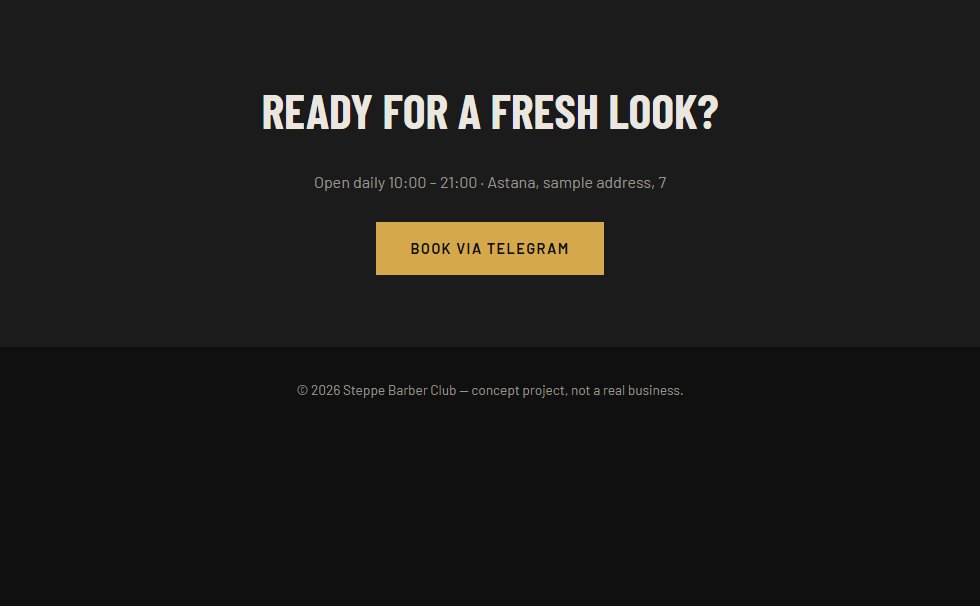 READY FOR A FRESH LOOK?
Open daily 10:00 – 21:00 · Astana, sample address, 7
BOOK VIA TELEGRAM
© 2026 Steppe Barber Club — concept project, not a real business.